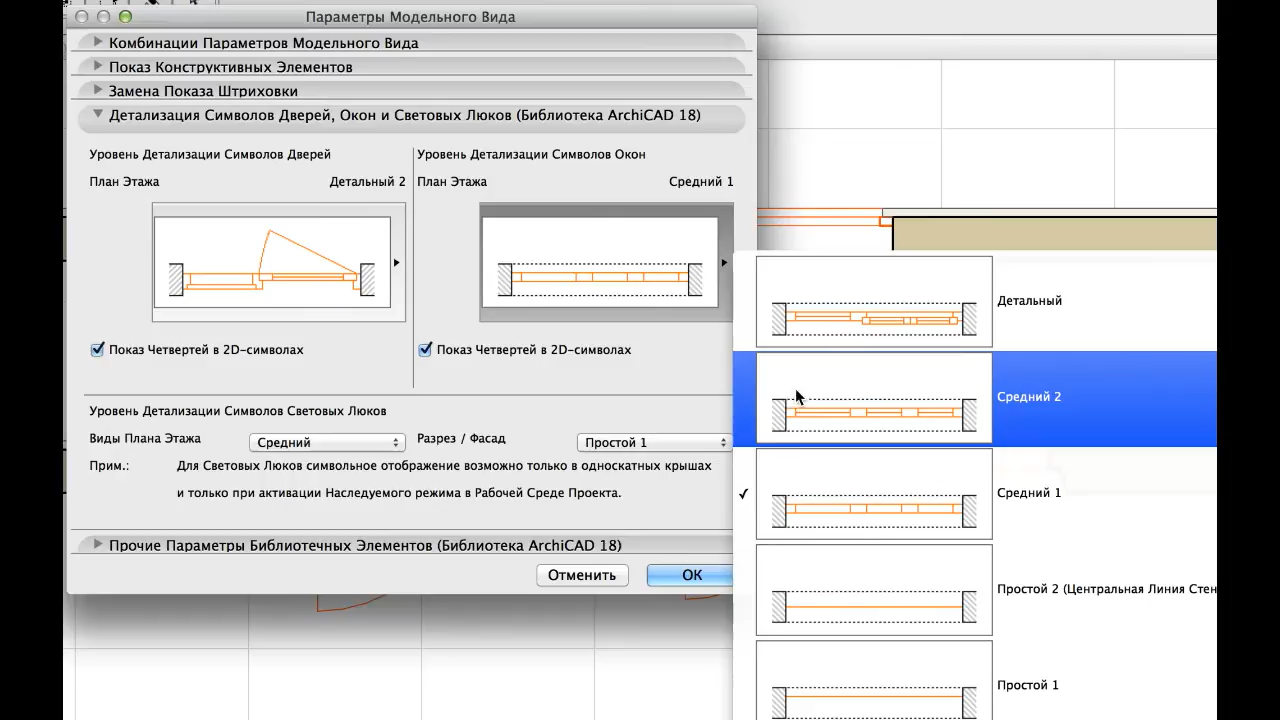 Параметры Модельного Вида
Комбинации Параметров Модельного Вида
Показ Конструктивных Элементов
Замена Показа Штриховки
Детализация Символов Дверей, Окон и Световых Люков (Библиотека ArchiCAD 18)
Уровень Детализации Символов Дверей
План Этажа Детальный 2
Показ Четвертей в 2D-символах
Уровень Детализации Символов Окон
План Этажа Средний 1
Показ Четвертей в 2D-символах
Уровень Детализации Символов Световых Люков
Виды Плана Этажа Средний Разрез / Фасад Простой 1
Прим.: Для Световых Люков символьное отображение возможно только в односкатных крышах
и только при активации Наследуемого режима в Рабочей Среде Проекта.
Прочие Параметры Библиотечных Элементов (Библиотека ArchiCAD 18)
Отменить OK
Детальный
Средний 2
Средний 1
Простой 2 (Центральная Линия Стен
Простой 1